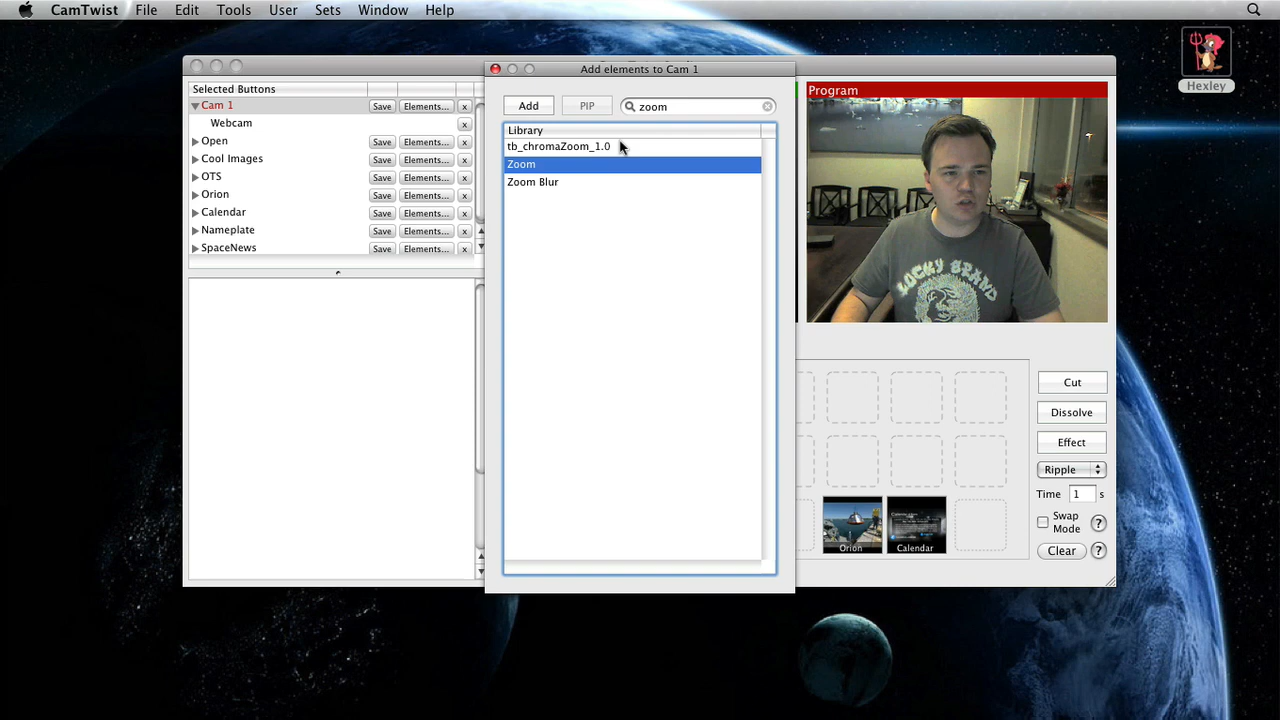 CamTwist File Edit Tools User Sets Window Help
Hexley
Add elements to Cam 1
Selected Buttons
Cam 1 Save Elements... x
Webcam x
Open Save Elements... x
Cool Images Save Elements... x
OTS Save Elements... x
Orion Save Elements... x
Calendar Save Elements... x
Nameplate Save Elements... x
SpaceNews Save Elements... x
Add PIP zoom
Library
tb_chromaZoom_1.0
Zoom
Zoom Blur
Program
LUCKY BRAND
Cut
Dissolve
Effect
Ripple
Time 1 s
Swap
Mode ?
Clear ?
Orion Calendar